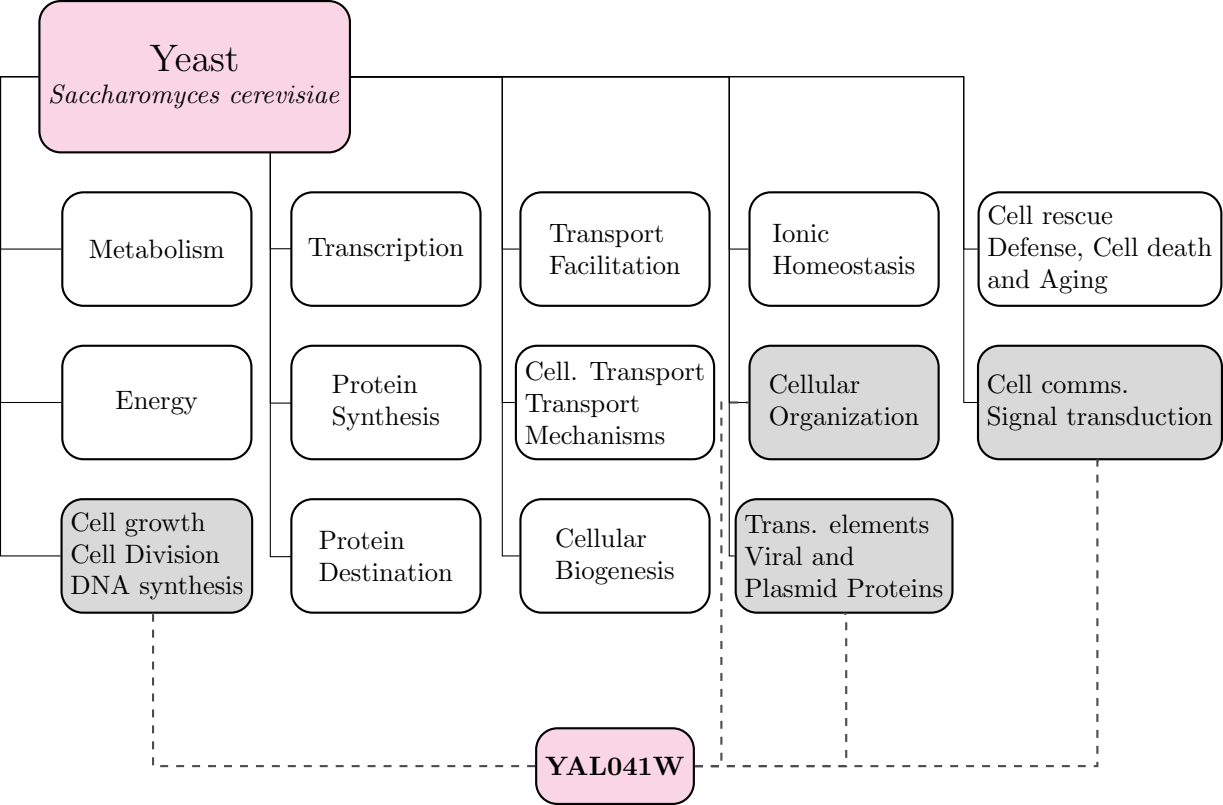 Yeast
Saccharomyces cerevisiae
Metabolism
Transcription
Transport
Facilitation
Ionic
Homeostasis
Cell rescue
Defense, Cell death
and Aging
Energy
Protein
Synthesis
Cell. Transport
Transport
Mechanisms
Cellular
Organization
Cell comms.
Signal transduction
Cell growth
Cell Division
DNA synthesis
Protein
Destination
Cellular
Biogenesis
Trans. elements
Viral and
Plasmid Proteins
YAL041W